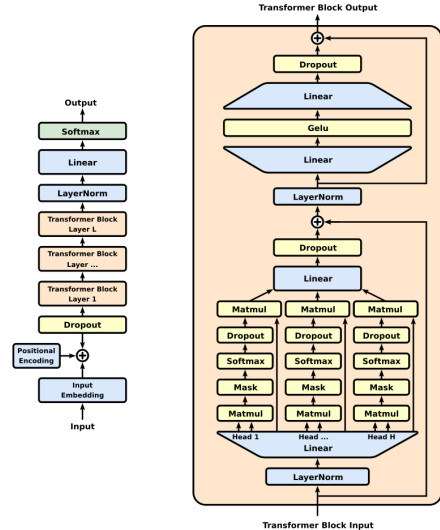 Output
Softmax
Linear
LayerNorm
Transformer Block
Layer L
Transformer Block
Layer ...
Transformer Block
Layer 1
Dropout
Positional
Encoding
Input
Embedding
Input
Transformer Block Output
Dropout
Linear
Gelu
Linear
LayerNorm
Dropout
Linear
Matmul Matmul Matmul
Dropout Dropout Dropout
Softmax Softmax Softmax
Mask Mask Mask
Matmul Matmul Matmul
Head 1 Head ... Head H
Linear
LayerNorm
Transformer Block Input